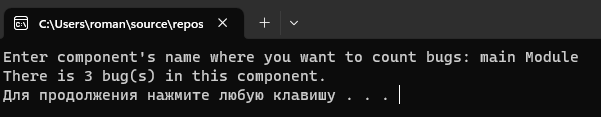 C:\Users\roman\source\repos
Enter component's name where you want to count bugs: main Module
There is 3 bug(s) in this component.
Для продолжения нажмите любую клавишу . . .